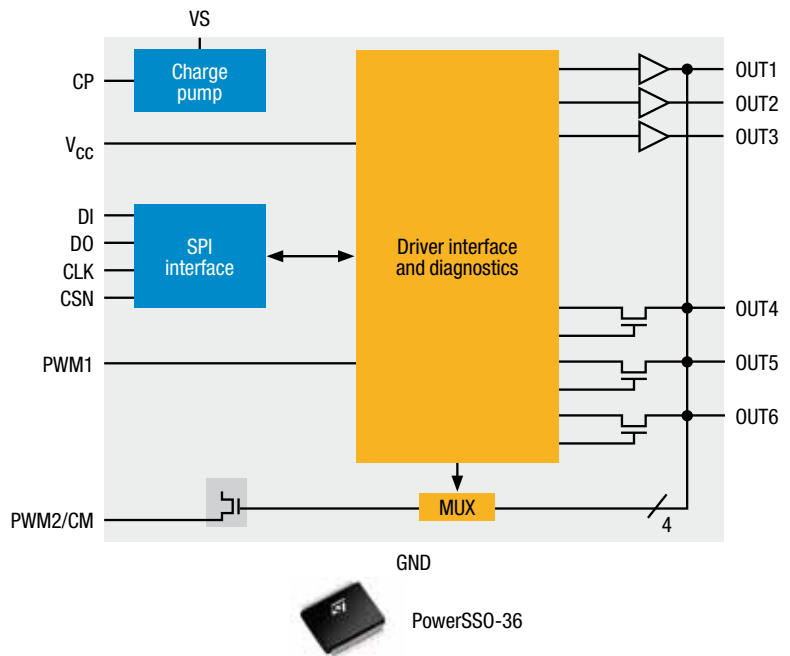 VS
CP
Charge
pump
VCC
DI
DO
CLK
CSN
SPI
interface
PWM1
PWM2/CM
Driver interface
and diagnostics
MUX
4
OUT1
OUT2
OUT3
OUT4
OUT5
OUT6
GND
ST
PowerSSO-36